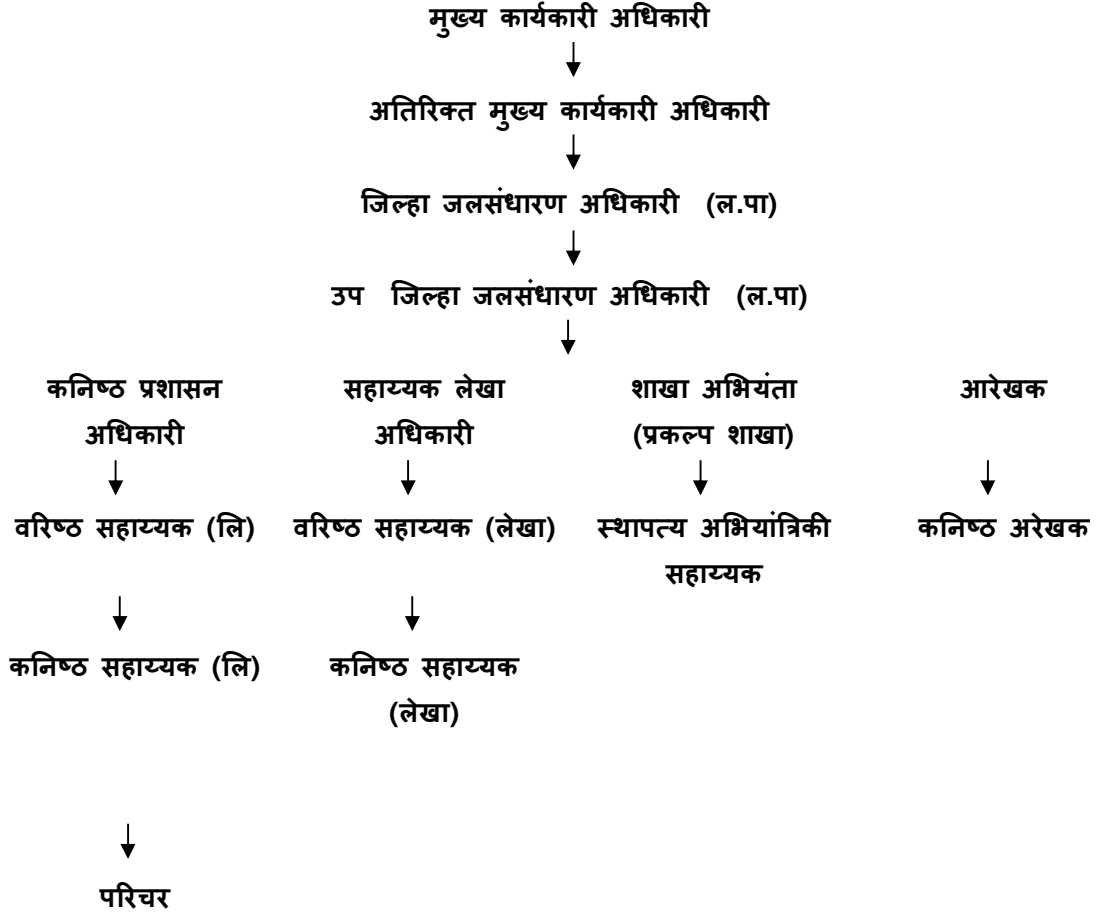 मुख्य कार्यकारी अधिकारी
अतिरिक्त मुख्य कार्यकारी अधिकारी
जिल्हा जलसंधारण अधिकारी (ल.पा)
उप जिल्हा जलसंधारण अधिकारी (ल.पा)
कनिष्ठ प्रशासन
अधिकारी
सहाय्यक लेखा
अधिकारी
शाखा अभियंता
(प्रकल्प शाखा)
आरेखक
वरिष्ठ सहाय्यक (लि)
वरिष्ठ सहाय्यक (लेखा)
स्थापत्य अभियांत्रिकी
सहाय्यक
कनिष्ठ अरेखक
कनिष्ठ सहाय्यक (लि)
कनिष्ठ सहाय्यक
(लेखा)
परिचर